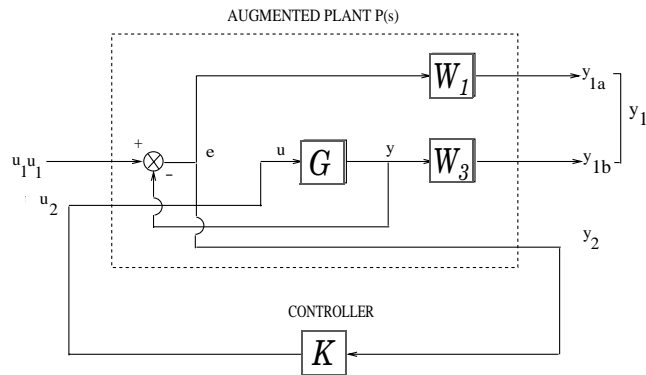 AUGMENTED PLANT P(s)
W1
y1a
y1
+
e
u
G
y
W3
y1b
u1u1
−
u2
y2
CONTROLLER
K